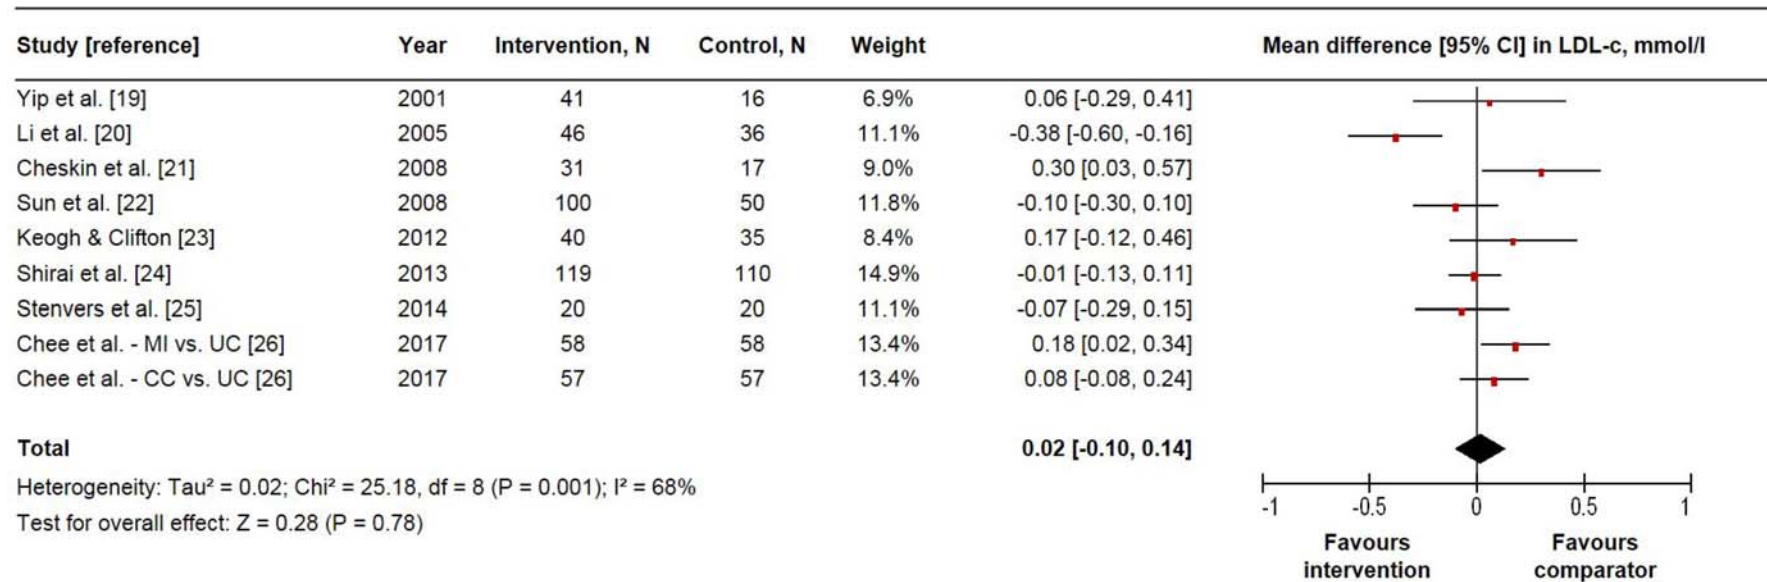 Study [reference] Year Intervention, N Control, N Weight Mean difference [95% CI] in LDL-c, mmol/l
Yip et al. [19] 2001 41 16 6.9% 0.06 [-0.29, 0.41]
Li et al. [20] 2005 46 36 11.1% -0.38 [-0.60, -0.16]
Cheskin et al. [21] 2008 31 17 9.0% 0.30 [0.03, 0.57]
Sun et al. [22] 2008 100 50 11.8% -0.10 [-0.30, 0.10]
Keogh & Clifton [23] 2012 40 35 8.4% 0.17 [-0.12, 0.46]
Shirai et al. [24] 2013 119 110 14.9% -0.01 [-0.13, 0.11]
Stenvers et al. [25] 2014 20 20 11.1% -0.07 [-0.29, 0.15]
Chee et al. - MI vs. UC [26] 2017 58 58 13.4% 0.18 [0.02, 0.34]
Chee et al. - CC vs. UC [26] 2017 57 57 13.4% 0.08 [-0.08, 0.24]
Total 0.02 [-0.10, 0.14]
Heterogeneity: Tau² = 0.02; Chi² = 25.18, df = 8 (P = 0.001); I² = 68%
Test for overall effect: Z = 0.28 (P = 0.78)
-1 -0.5 0 0.5 1
Favours intervention
Favours comparator